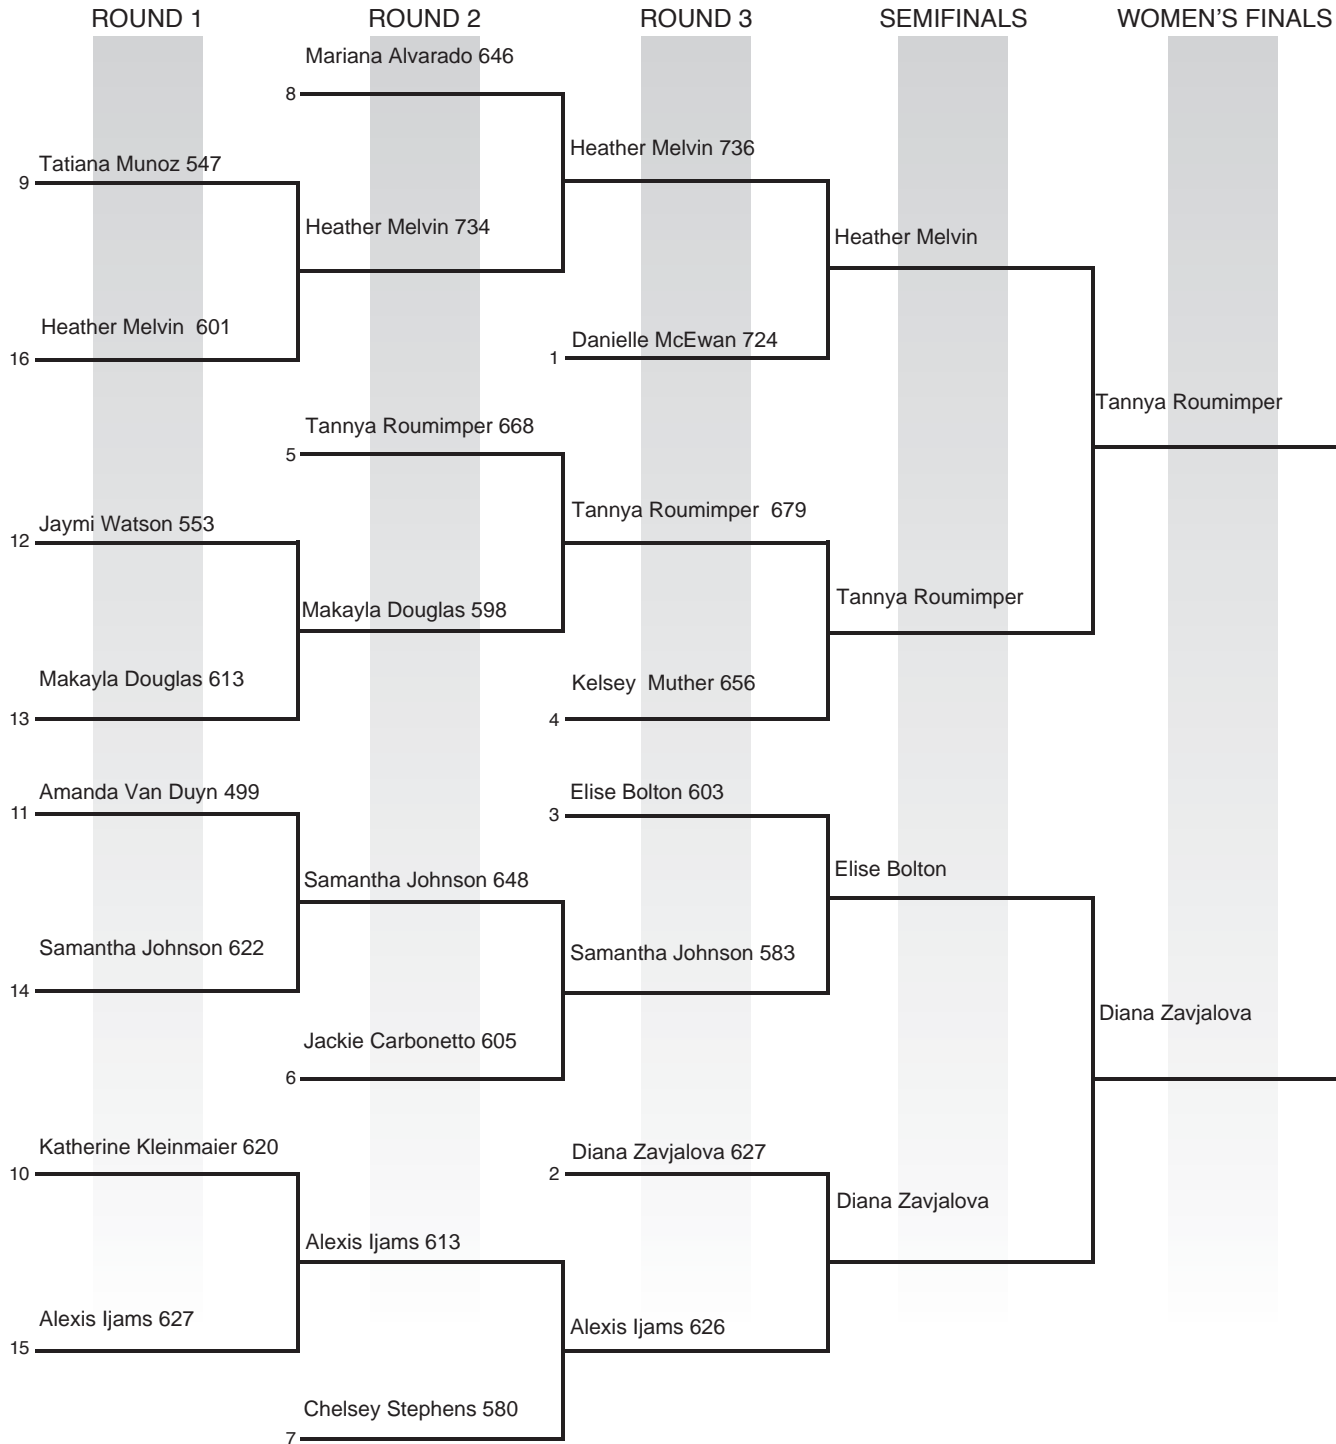 ROUND 1 ROUND 2 ROUND 3 SEMIFINALS WOMEN'S FINALS
Mariana Alvarado 646
8
Heather Melvin 736
Tatiana Munoz 547
9
Heather Melvin 734
Heather Melvin
Heather Melvin 601
16
Danielle McEwan 724
1
Tannya Roumimper
Tannya Roumimper 668
5
Tannya Roumimper 679
Jaymi Watson 553
12
Tannya Roumimper
Makayla Douglas 598
Makayla Douglas 613
13
Kelsey Muther 656
4
Amanda Van Duyn 499
11
Elise Bolton 603
3
Elise Bolton
Samantha Johnson 648
Samantha Johnson 622
14
Samantha Johnson 583
Diana Zavjalova
Jackie Carbonetto 605
6
Katherine Kleinmaier 620
10
Diana Zavjalova 627
2
Diana Zavjalova
Alexis Ijams 613
Alexis Ijams 627
15
Alexis Ijams 626
Chelsey Stephens 580
7